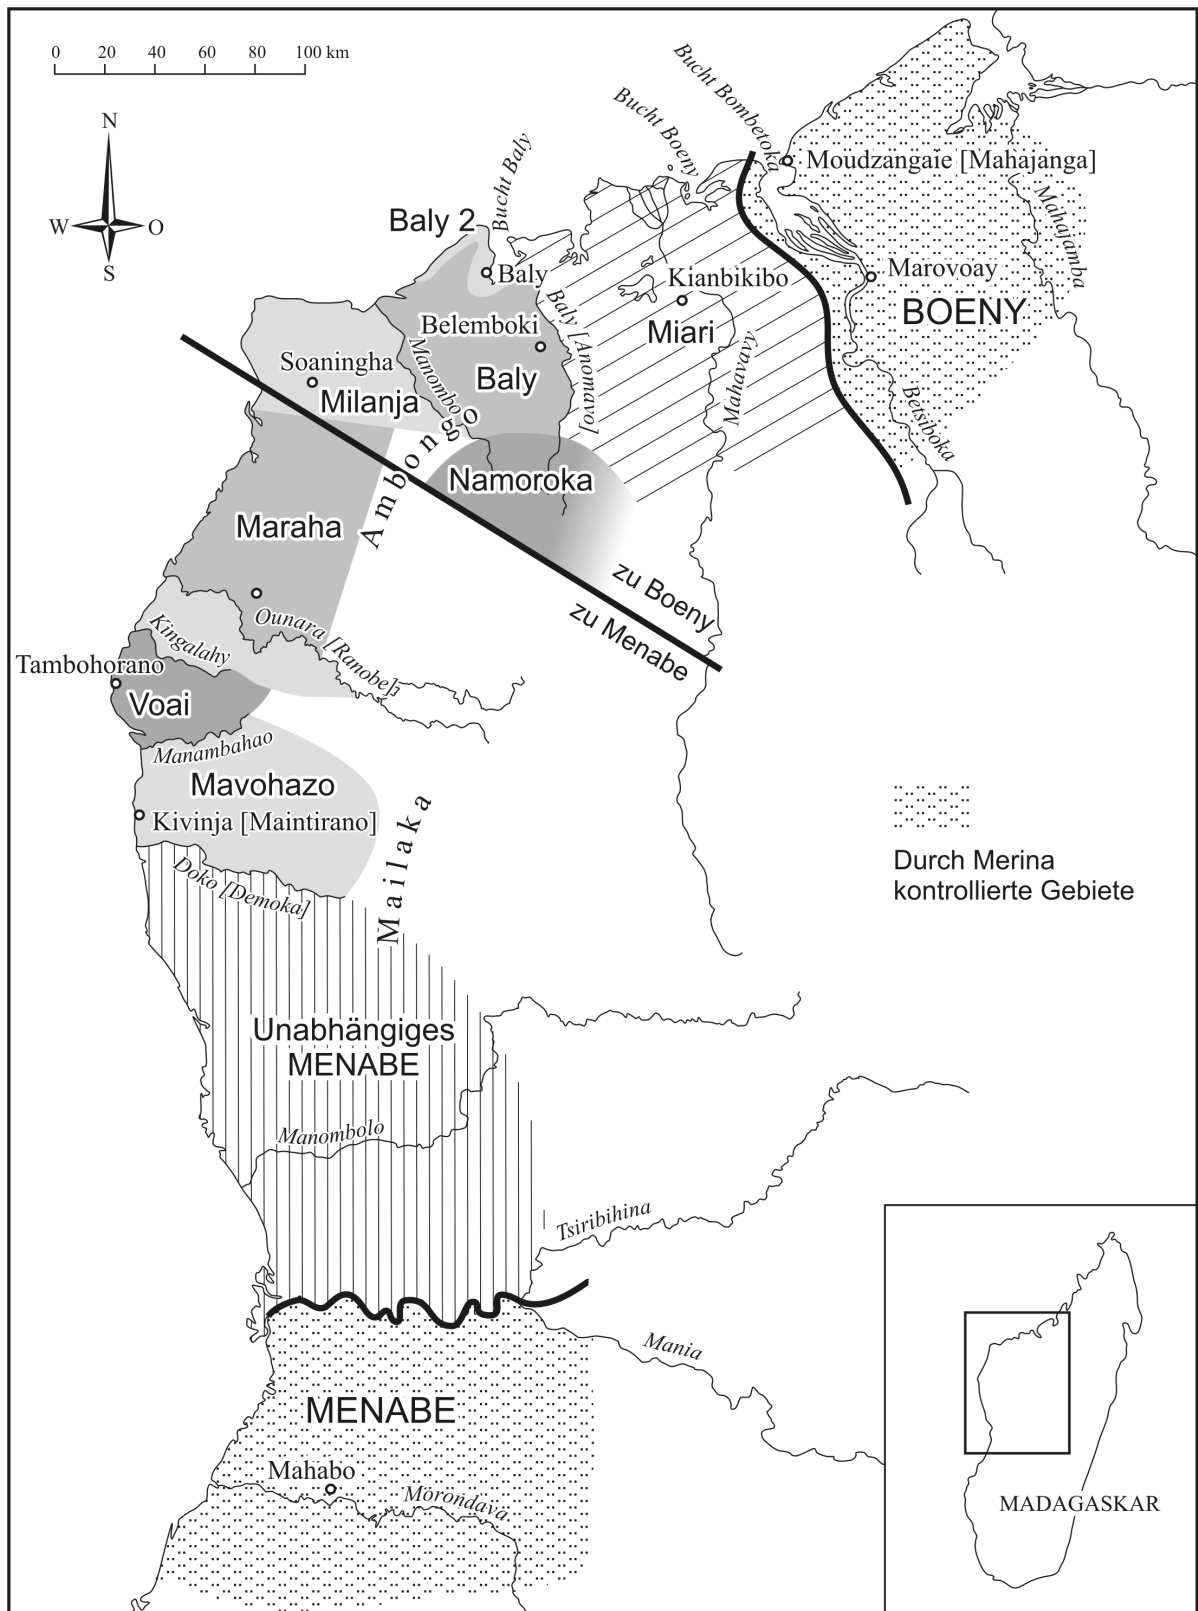 0 20 40 60 80 100 km
N
W
O
S
Bucht Bombetoka
Bucht Boeny
Bucht Baly
Moudzangaie [Mahajanga]
Mahajamba
Baly 2
Baly
Marovoay
BOENY
Kianbikibo
Miari
Baly [Anomavo]
Belemboki
Baly
Manombo
Mahavavy
Betsiboka
Soaningha
Milanja
Ambongo
Namoroka
Maraha
zu Boeny
zu Menabe
Ounara [Ranobe]
Kingalahy
Tambohorano
Voai
Manambahao
Mavohazo
Kivinja [Maintirano]
Mailaka
Doko [Demoka]
Durch Merina
kontrollierte Gebiete
Unabhängiges
MENABE
Manombolo
Tsiribihina
Mania
MENABE
Mahabo
Morondava
MADAGASKAR